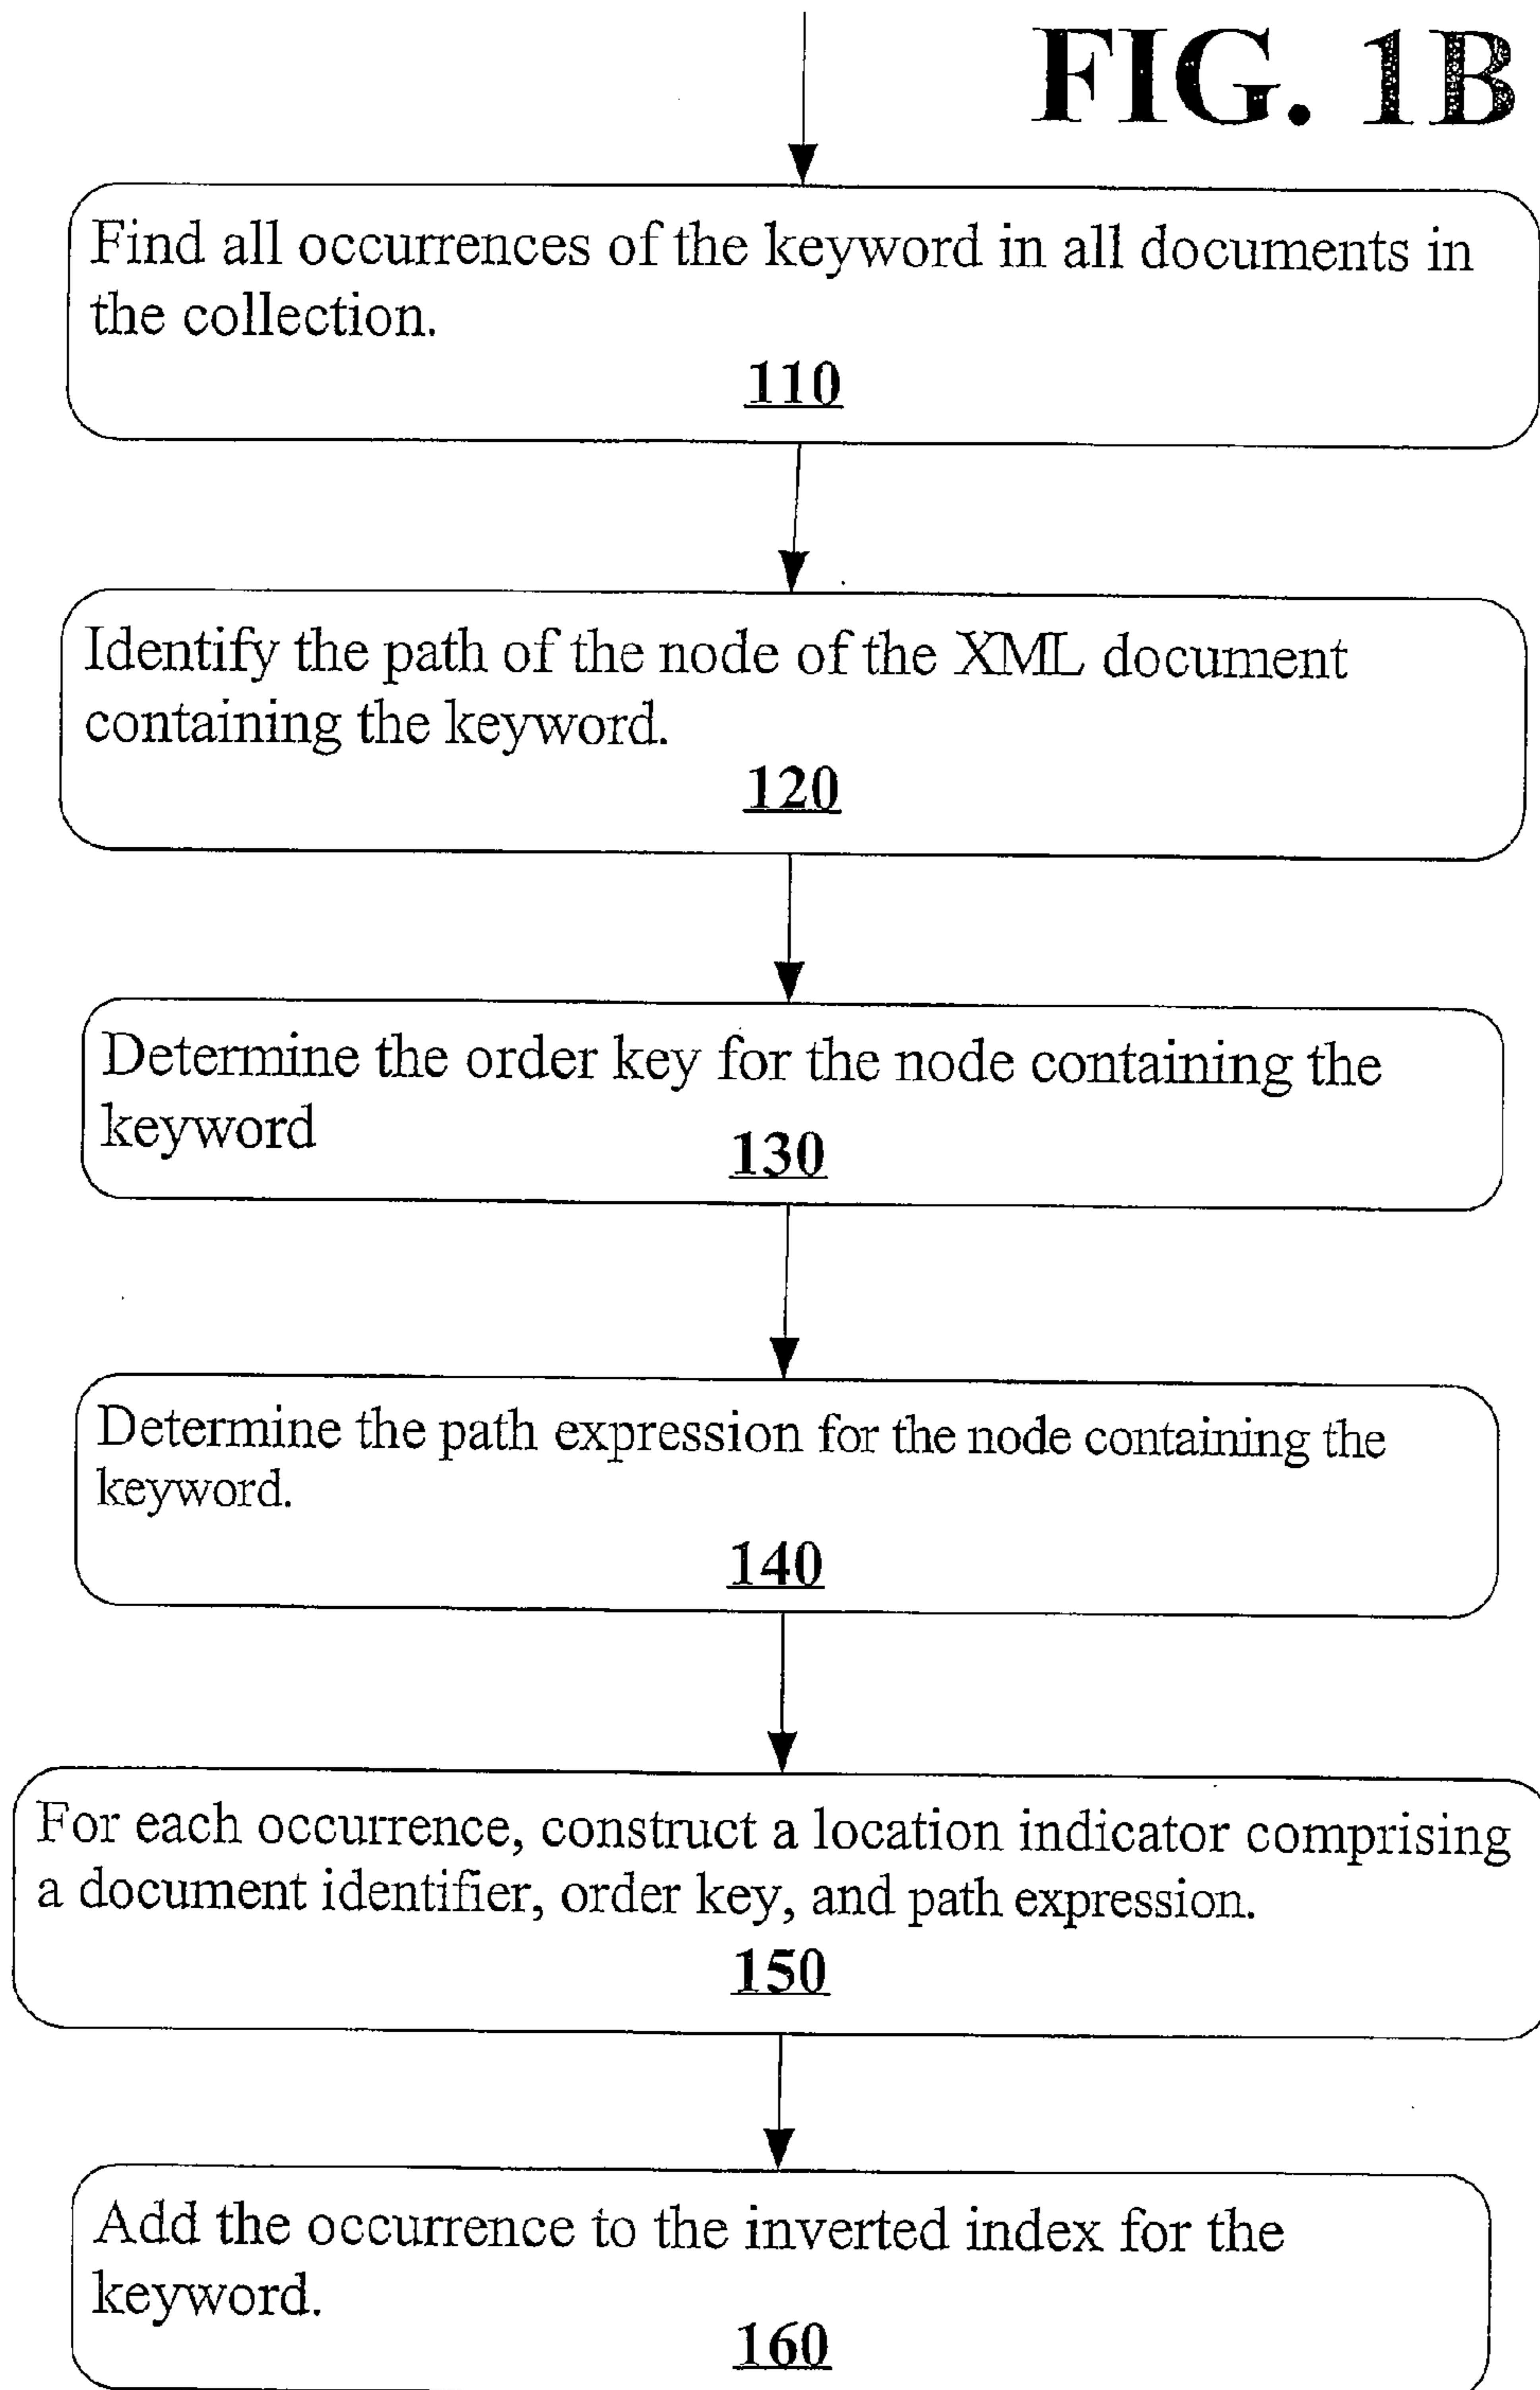 FIG. 1B
Find all occurrences of the keyword in all documents in
the collection.
110
Identify the path of the node of the XML document
containing the keyword.
120
Determine the order key for the node containing the
keyword
130
Determine the path expression for the node containing the
keyword.
140
For each occurrence, construct a location indicator comprising
a document identifier, order key, and path expression.
150
Add the occurrence to the inverted index for the
keyword.
160